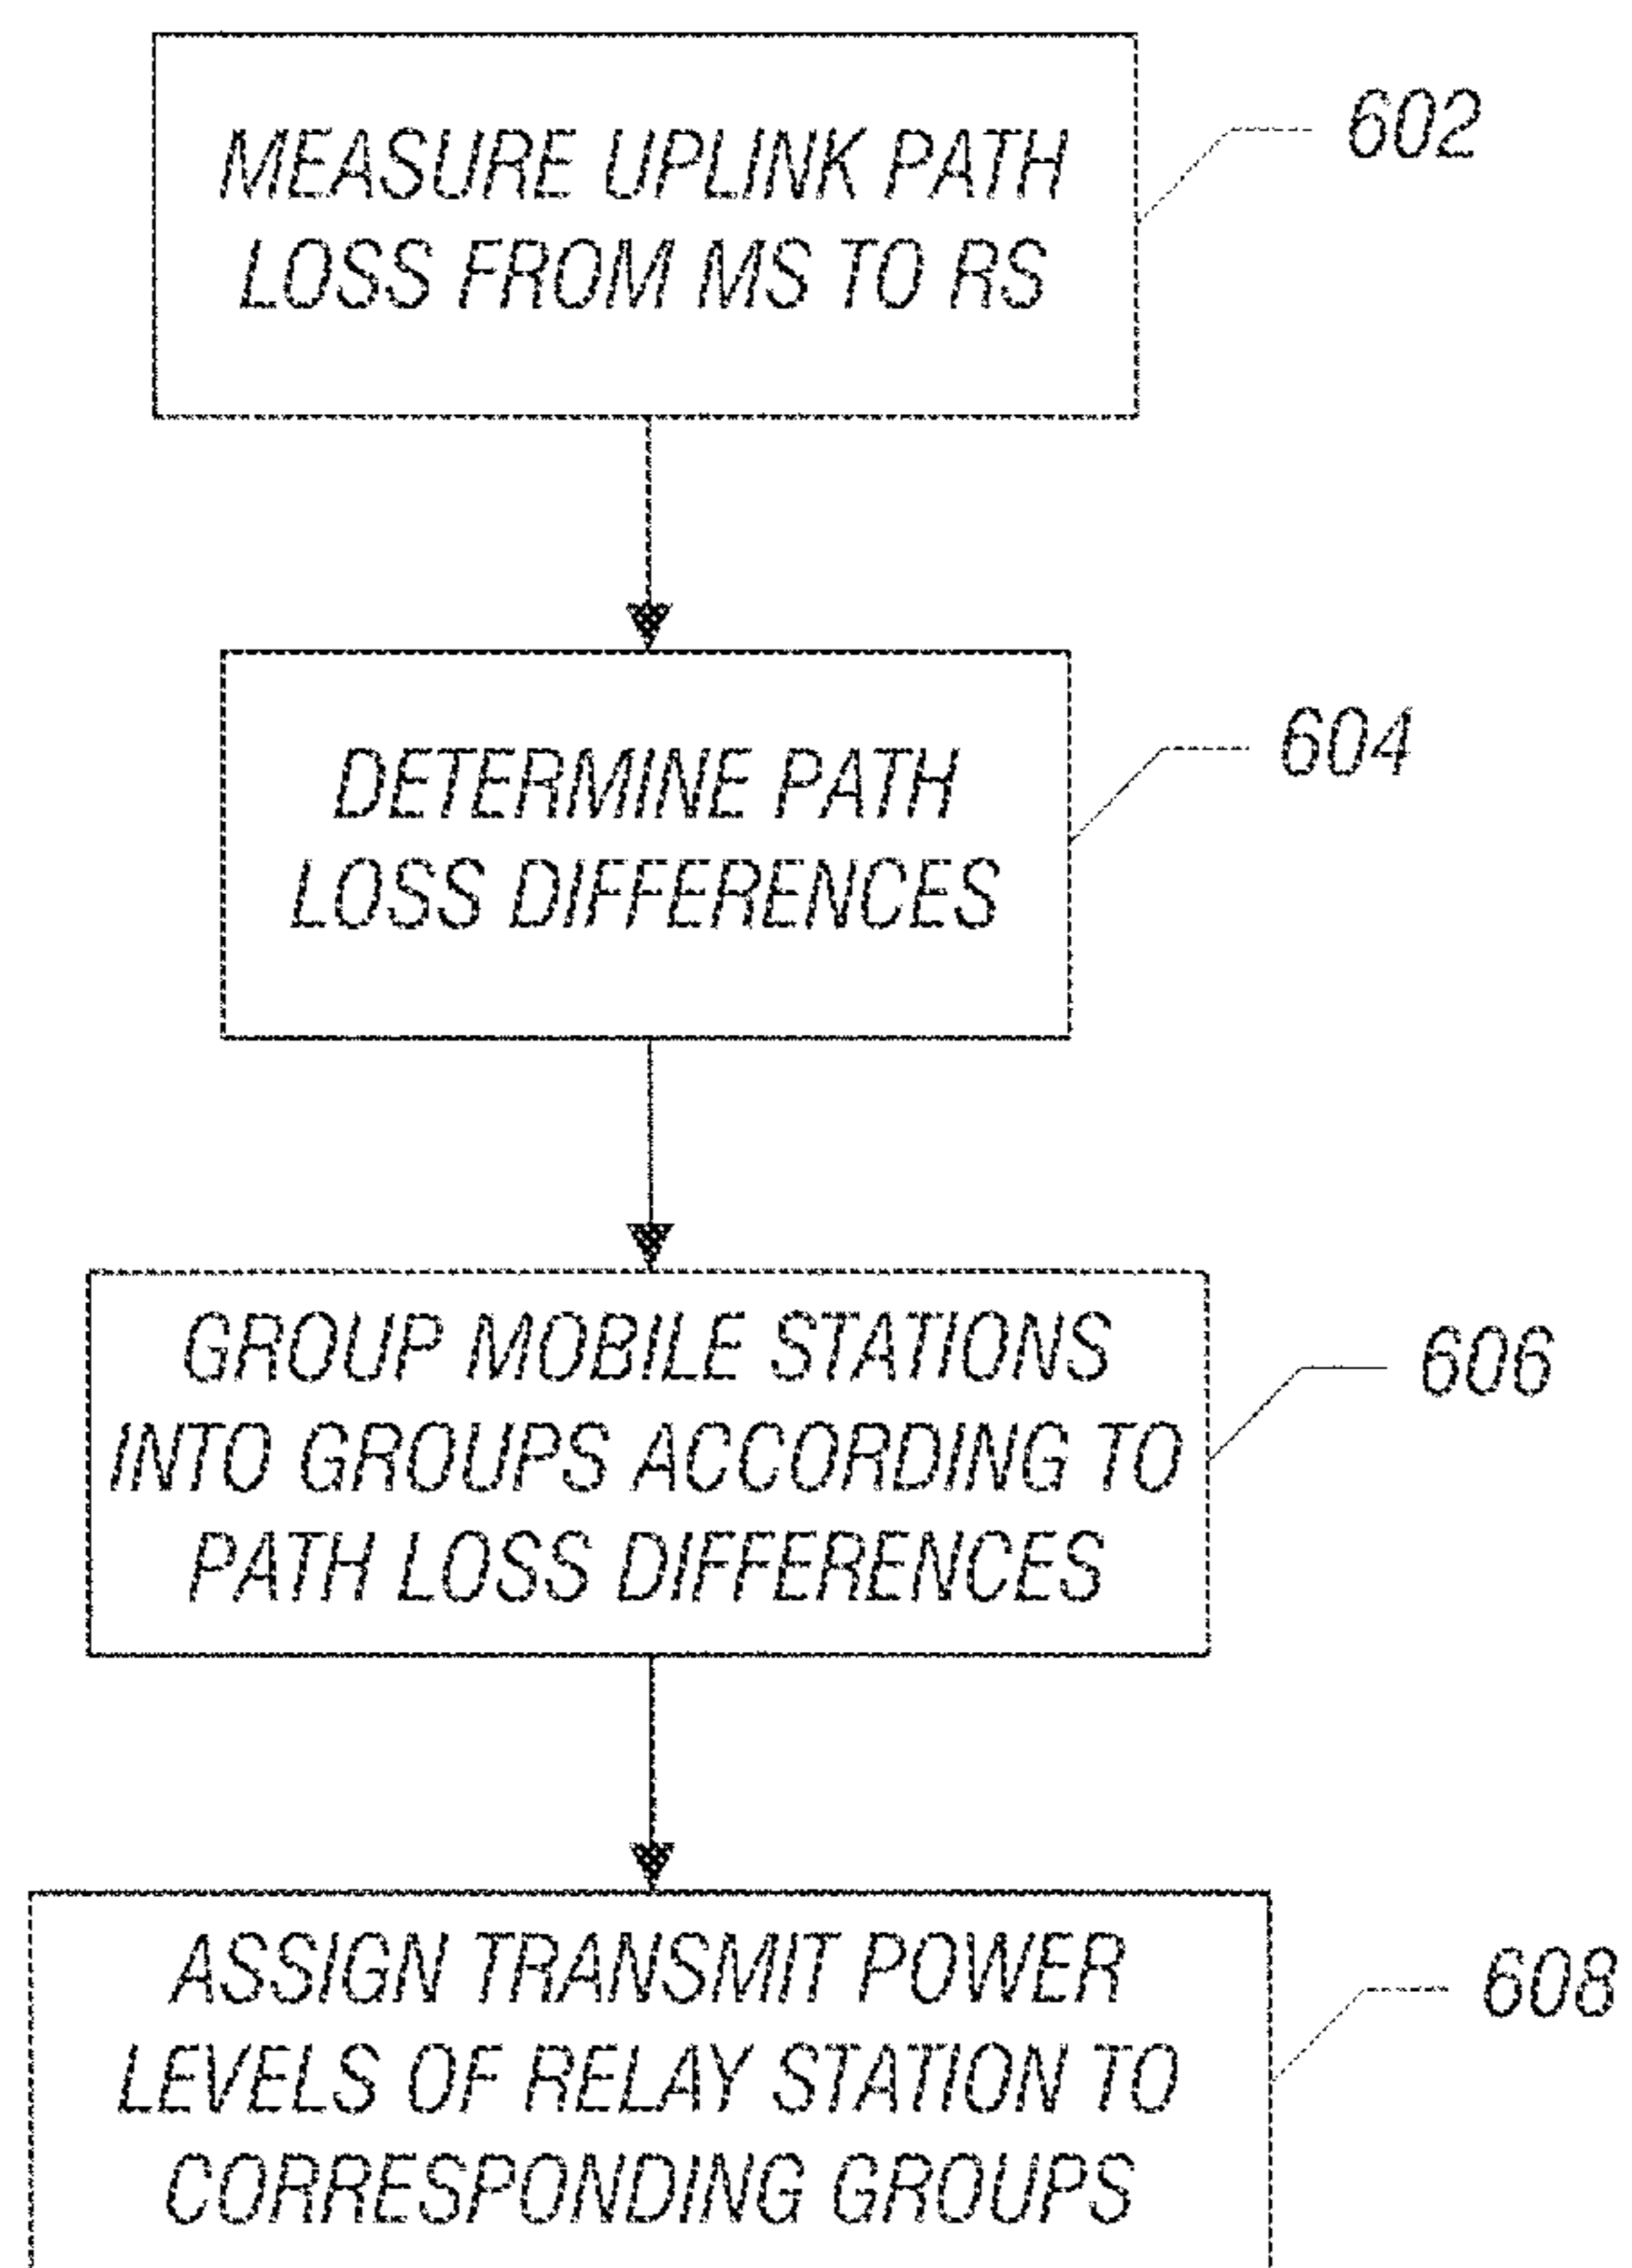 MEASURE UPLINK PATH
LOSS FROM MS TO RS
602
DETERMINE PATH
LOSS DIFFERENCES
604
GROUP MOBILE STATIONS
INTO GROUPS ACCORDING TO
PATH LOSS DIFFERENCES
606
ASSIGN TRANSMIT POWER
LEVELS OF RELAY STATION TO
CORRESPONDING GROUPS
608